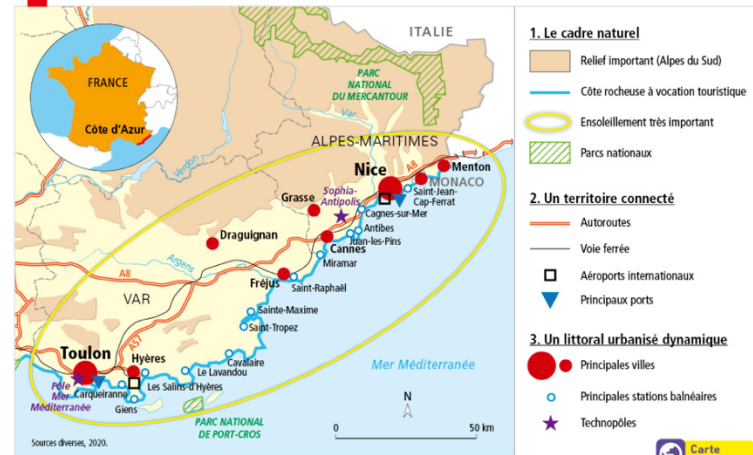 ITALIE
FRANCE
Côte d'Azur
PARC
NATIONAL
DU MERCANTOUR
Var
Verdon
ALPES-MARITIMES
Nice
A8
Menton
MONACO
Saint-Jean-
Cap-Ferrat
Sophia-
Antipolis
Grasse
Cagnes-sur-Mer
Antibes
Juan-les-Pins
Draguignan
Cannes
Miramar
Argens
A8
Fréjus
Saint-Raphaël
VAR
Sainte-Maxime
Saint-Tropez
A57
Toulon
Hyères
Cavalaire
Le Lavandou
Les Salins-d'Hyères
Pôle
Mer
Méditerranée
Carqueiranne
Giens
PARC NATIONAL
DE PORT-CROS
Mer Méditerranée
N
0 50 km
Sources diverses, 2020.
1. Le cadre naturel
Relief important (Alpes du Sud)
Côte rocheuse à vocation touristique
Ensoleillement très important
Parcs nationaux
2. Un territoire connecté
Autoroutes
Voie ferrée
Aéroports internationaux
Principaux ports
3. Un littoral urbanisé dynamique
Principales villes
Principales stations balnéaires
Technopôles
Carte